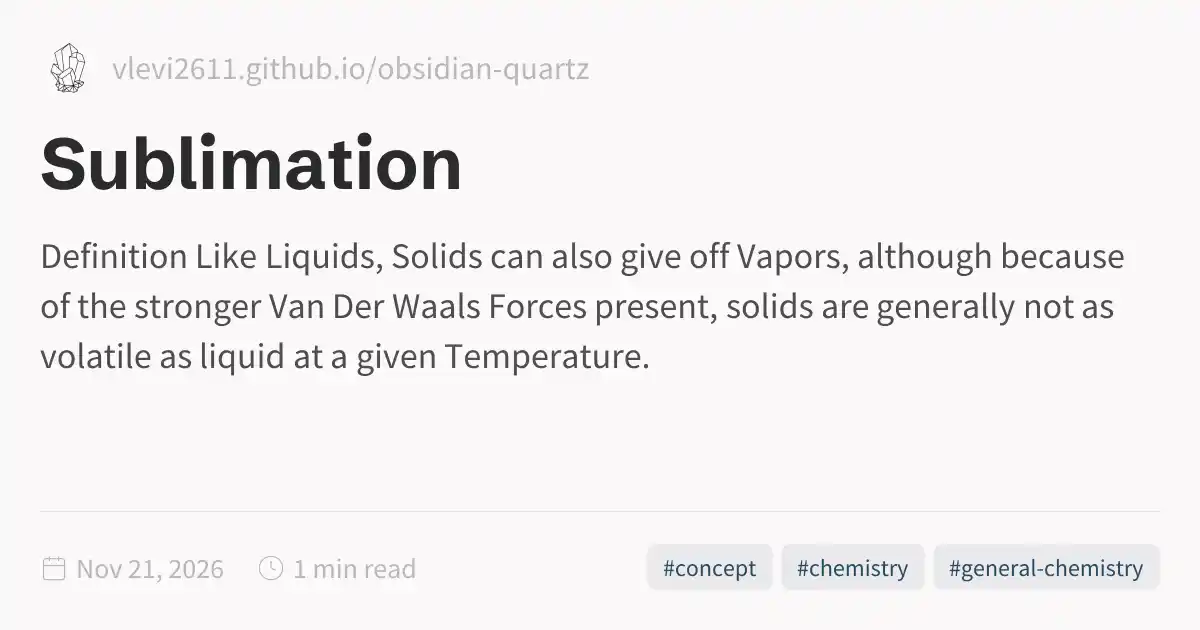 vlevi2611.github.io/obsidian-quartz
Sublimation
Definition Like Liquids, Solids can also give off Vapors, although because
of the stronger Van Der Waals Forces present, solids are generally not as
volatile as liquid at a given Temperature.
Nov 21, 2026 1 min read #concept #chemistry #general-chemistry